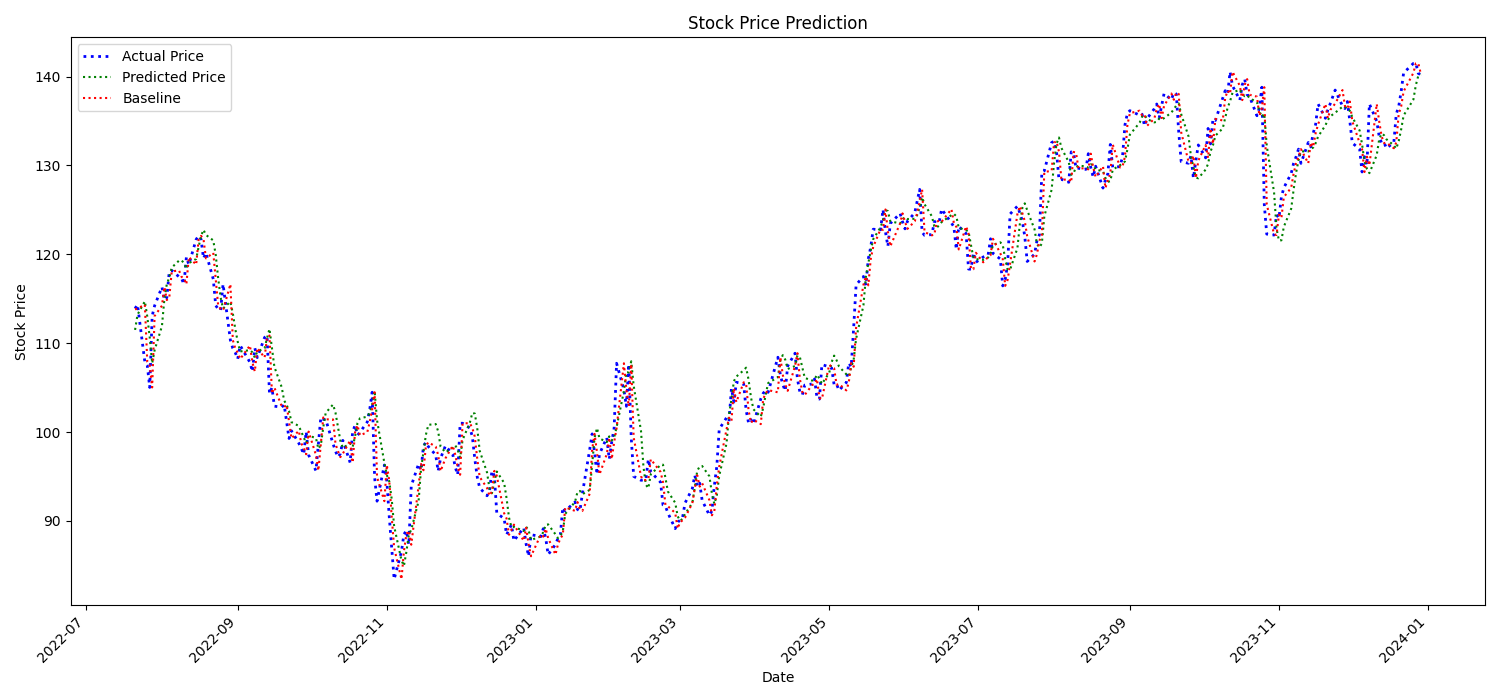 Stock Price Prediction
Actual Price
Predicted Price
Baseline
Stock Price
140
130
120
110
100
90
2022-07
2022-09
2022-11
2023-01
2023-03
2023-05
2023-07
2023-09
2023-11
2024-01
Date